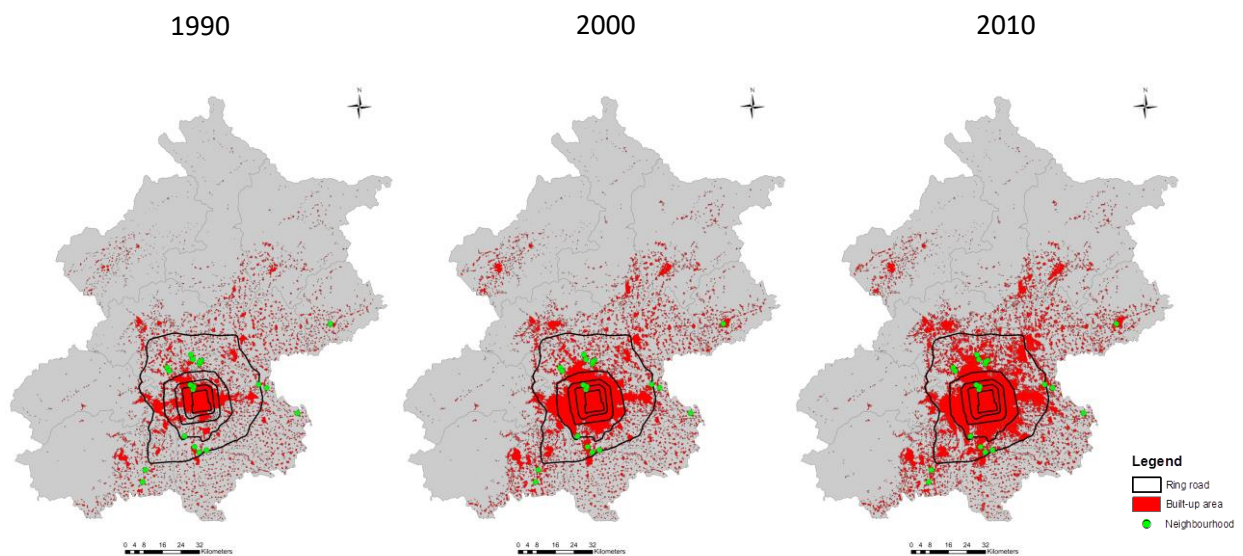 1990 2000 2010
Legend
Ring road
Built-up area
Neighbourhood
0 4 8 16 24 32
Kilometers
0 4 8 16 24 32
Kilometers
0 4 8 16 24 32
Kilometers